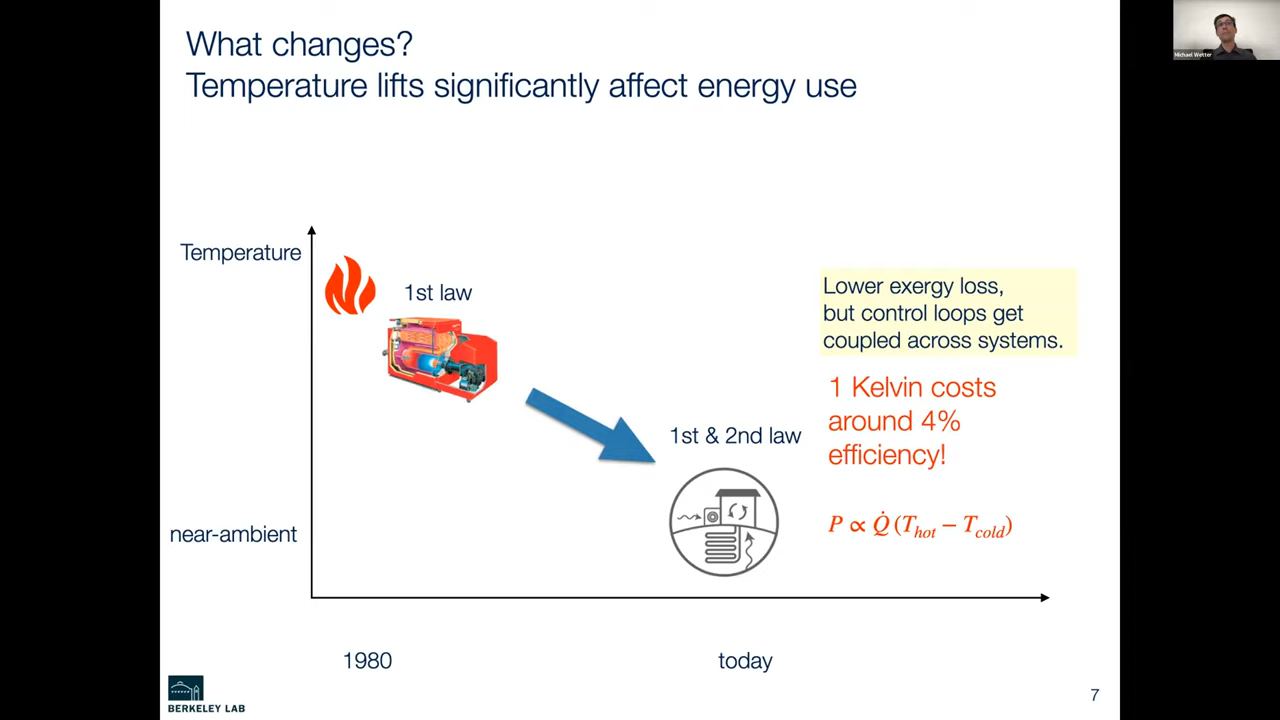 What changes?
Temperature lifts significantly affect energy use
Michael Wetter
Temperature
1st law
Lower exergy loss,
but control loops get
coupled across systems.
1 Kelvin costs
around 4%
efficiency!
1st & 2nd law
near-ambient
P ∝ Q̇ (T_hot − T_cold)
1980
today
BERKELEY LAB
7